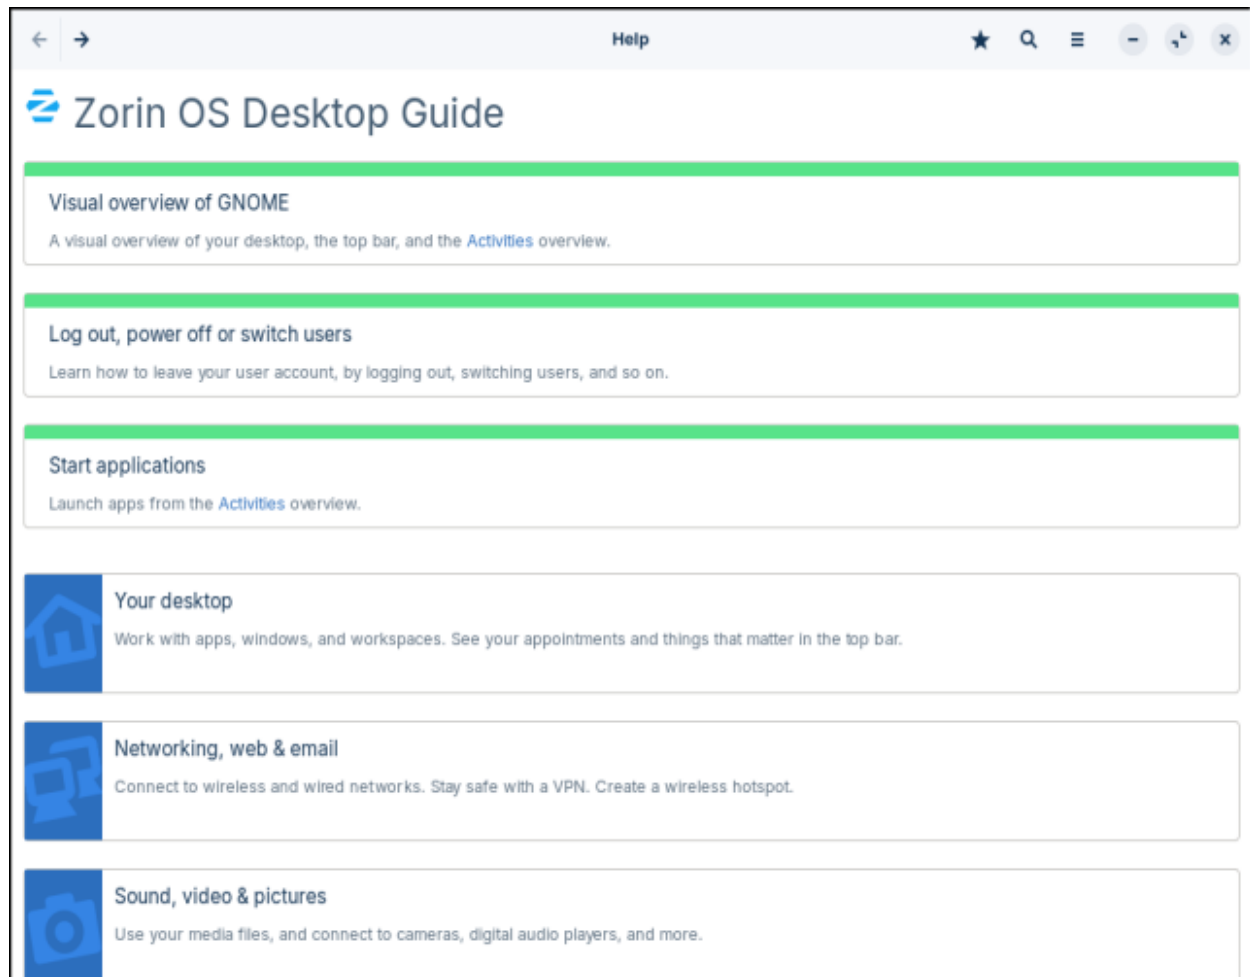 Help
Zorin OS Desktop Guide
Visual overview of GNOME
A visual overview of your desktop, the top bar, and the Activities overview.
Log out, power off or switch users
Learn how to leave your user account, by logging out, switching users, and so on.
Start applications
Launch apps from the Activities overview.
Your desktop
Work with apps, windows, and workspaces. See your appointments and things that matter in the top bar.
Networking, web & email
Connect to wireless and wired networks. Stay safe with a VPN. Create a wireless hotspot.
Sound, video & pictures
Use your media files, and connect to cameras, digital audio players, and more.